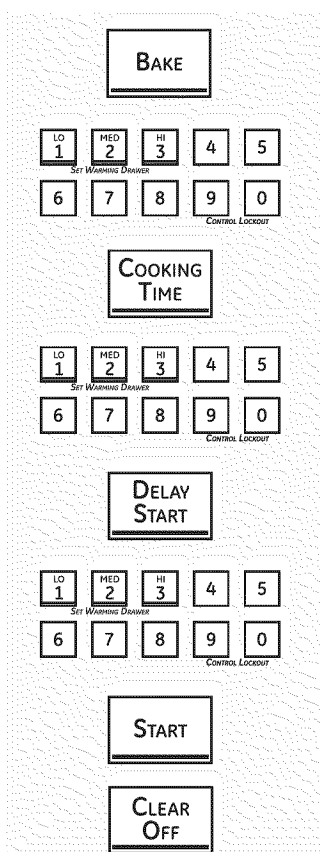 BAKE
LO MED HI
1 2 3 4 5
SET WARMING DRAWER
6 7 8 9 0
CONTROL LOCKOUT
COOKING
TIME
LO MED HI
1 2 3 4 5
SET WARMING DRAWER
6 7 8 9 0
CONTROL LOCKOUT
DELAY
START
LO MED HI
1 2 3 4 5
SET WARMING DRAWER
6 7 8 9 0
CONTROL LOCKOUT
START
CLEAR
OFF